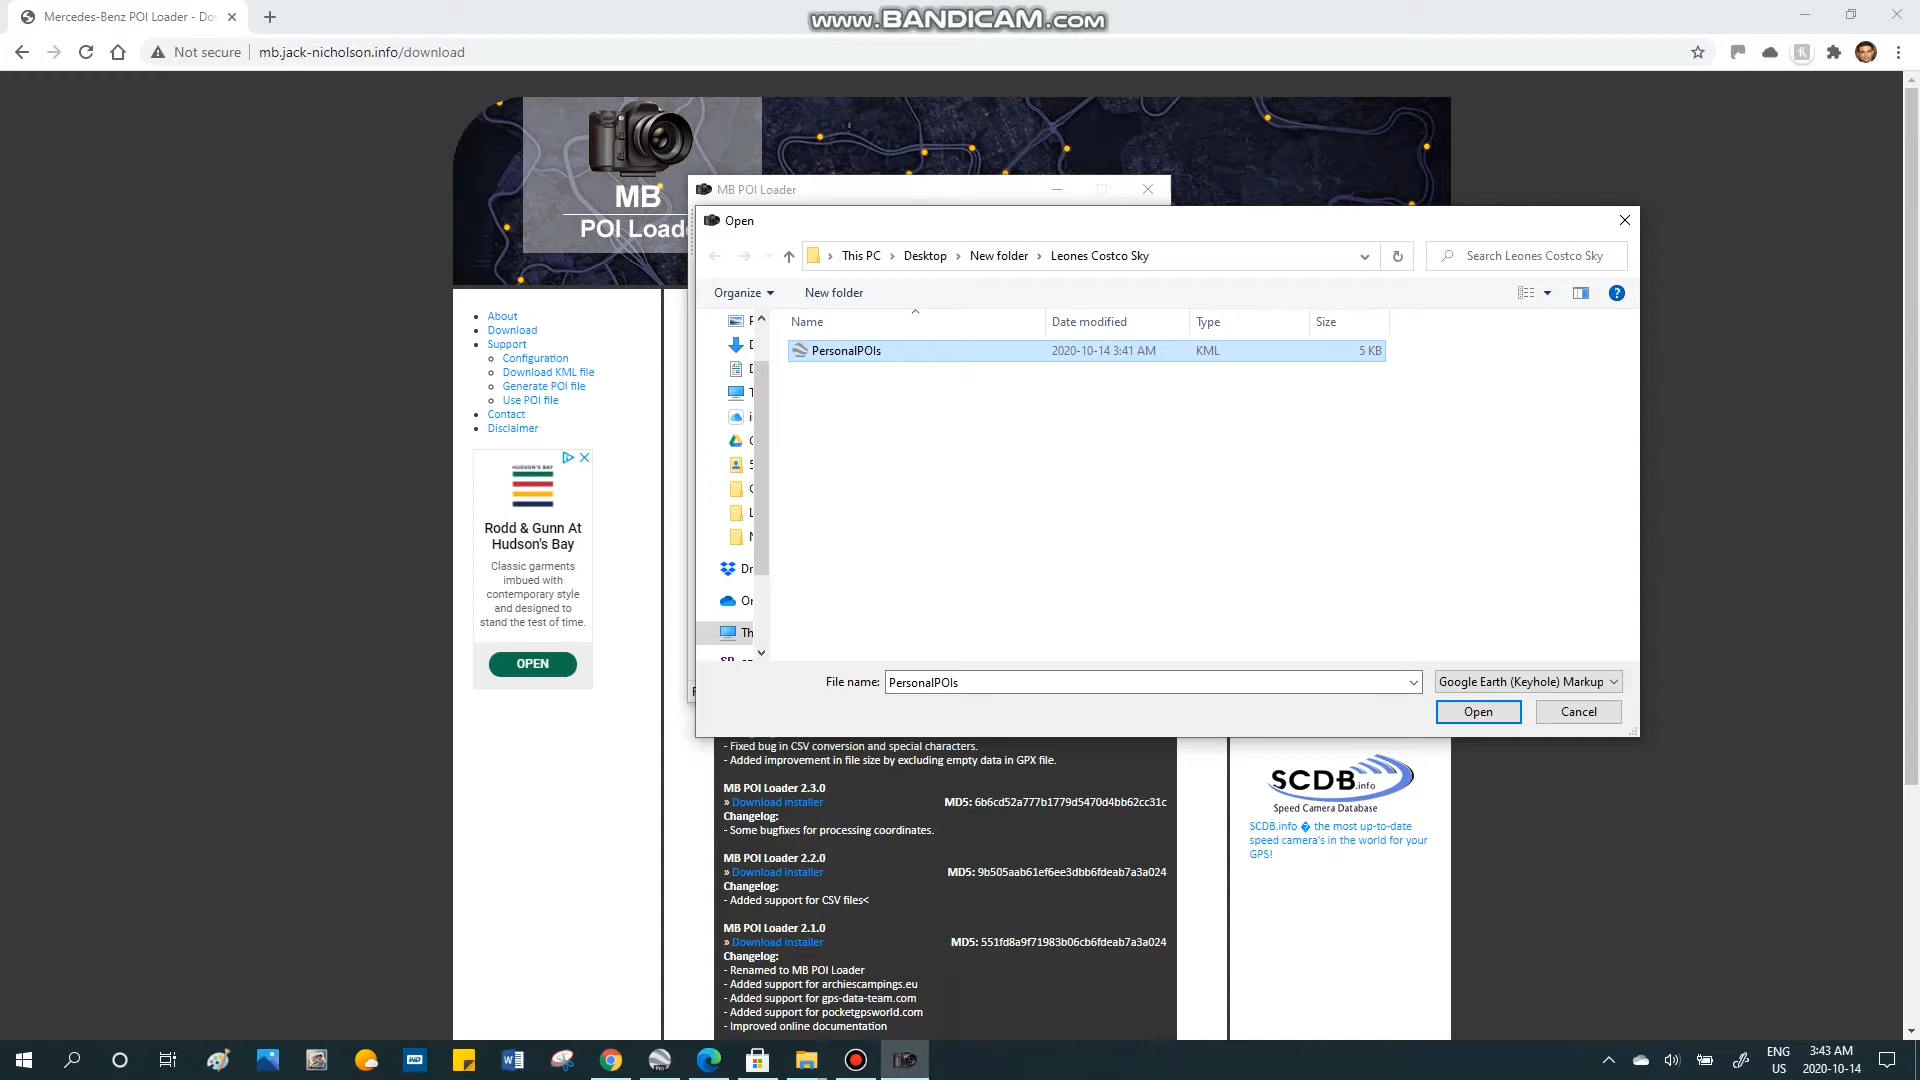 Mercedes-Benz POI Loader - Do
www.BANDICAM.com
Not secure
mb.jack-nicholson.info/download
MB
POI Loade
MB POI Loader
Open
This PC
Desktop
New folder
Leones Costco Sky
Search Leones Costco Sky
Organize
New folder
Name
Date modified
Type
Size
PersonalPOIs
2020-10-14 3:41 AM
KML
5 KB
Dr
Or
Th
File name:
PersonalPOIs
Google Earth (Keyhole) Markup
Open
Cancel
About
Download
Support
Configuration
Download KML file
Generate POI file
Use POI file
Contact
Disclaimer
HUDSON'S BAY
Rodd & Gunn At
Hudson's Bay
Classic garments
imbued with
contemporary style
and designed to
stand the test of time.
OPEN
- Fixed bug in CSV conversion and special characters.
- Added improvement in file size by excluding empty data in GPX file.
MB POI Loader 2.3.0
» Download installer
MD5: 6b6cd52a777b1779d5470d4bb62cc31c
Changelog:
- Some bugfixes for processing coordinates.
MB POI Loader 2.2.0
» Download installer
MD5: 9b505aab61ef6ee3dbb6fdeab7a3a024
Changelog:
- Added support for CSV files<
MB POI Loader 2.1.0
» Download installer
MD5: 551fd8a9f71983b06cb6fdeab7a3a024
Changelog:
- Renamed to MB POI Loader
- Added support for archiescampings.eu
- Added support for gps-data-team.com
- Added support for pocketgpsworld.com
- Improved online documentation
SCDB.info
Speed Camera Database
SCDB.info � the most up-to-date
speed camera's in the world for your
GPS!
WD
ENG
US
3:43 AM
2020-10-14